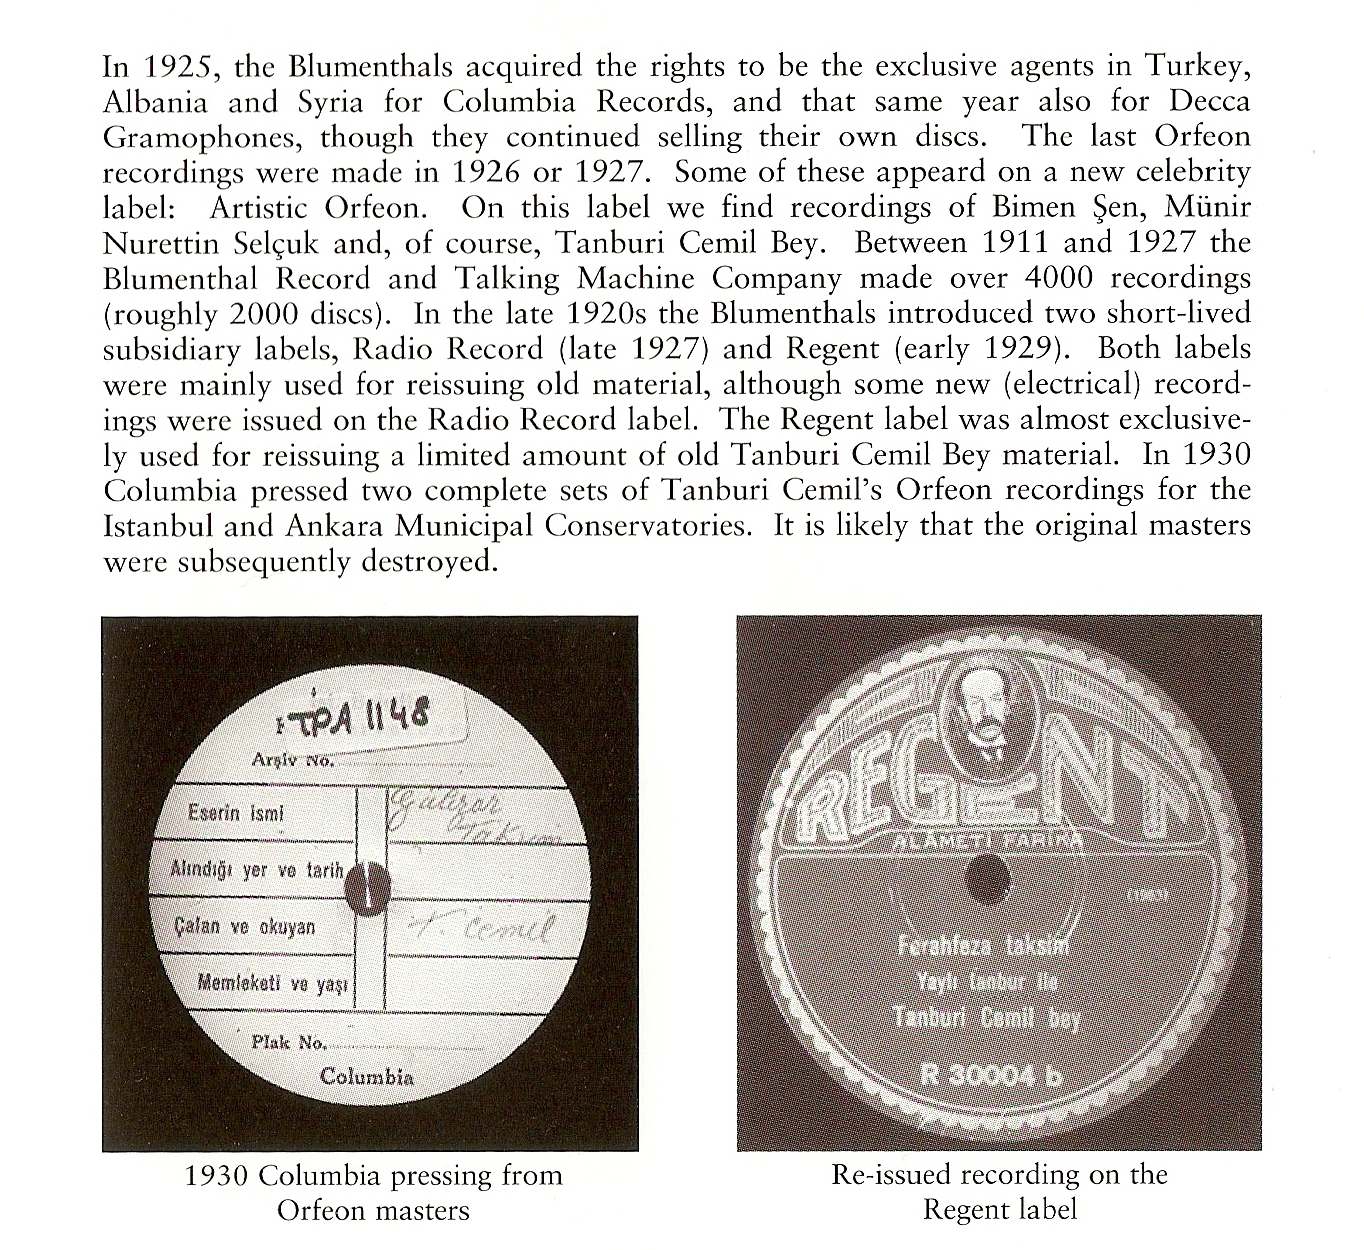 In 1925, the Blumenthals acquired the rights to be the exclusive agents in Turkey,
Albania and Syria for Columbia Records, and that same year also for Decca
Gramophones, though they continued selling their own discs. The last Orfeon
recordings were made in 1926 or 1927. Some of these appeard on a new celebrity
label: Artistic Orfeon. On this label we find recordings of Bimen Şen, Münir
Nurettin Selçuk and, of course, Tanburi Cemil Bey. Between 1911 and 1927 the
Blumenthal Record and Talking Machine Company made over 4000 recordings
(roughly 2000 discs). In the late 1920s the Blumenthals introduced two short-lived
subsidiary labels, Radio Record (late 1927) and Regent (early 1929). Both labels
were mainly used for reissuing old material, although some new (electrical) record-
ings were issued on the Radio Record label. The Regent label was almost exclusive-
ly used for reissuing a limited amount of old Tanburi Cemil Bey material. In 1930
Columbia pressed two complete sets of Tanburi Cemil's Orfeon recordings for the
Istanbul and Ankara Municipal Conservatories. It is likely that the original masters
were subsequently destroyed.
TPA 1148
Arşiv No.
Eserin ismi
Alındığı yer ve tarih
Çalan ve okuyan T. Cemil
Memleketi ve yaşı
Plak No.
Columbia
1930 Columbia pressing from
Orfeon masters
REGENT
ALAMETI FARIKA
Ferahfeza taksim
Yaylı tanbur ile
Tanburi Cemil bey
R 30004 b
Re-issued recording on the
Regent label